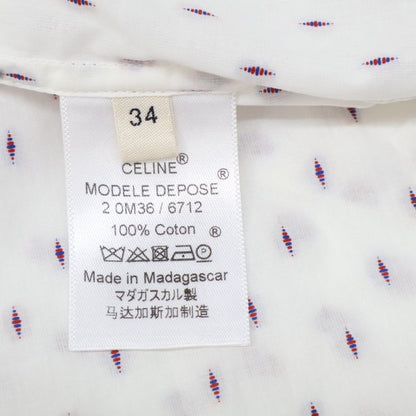 34
CELINE®
MODELE DEPOSE®
2 0M36 / 6712
100% Coton®
Made in Madagascar
マダガスカル製
马达加斯加制造